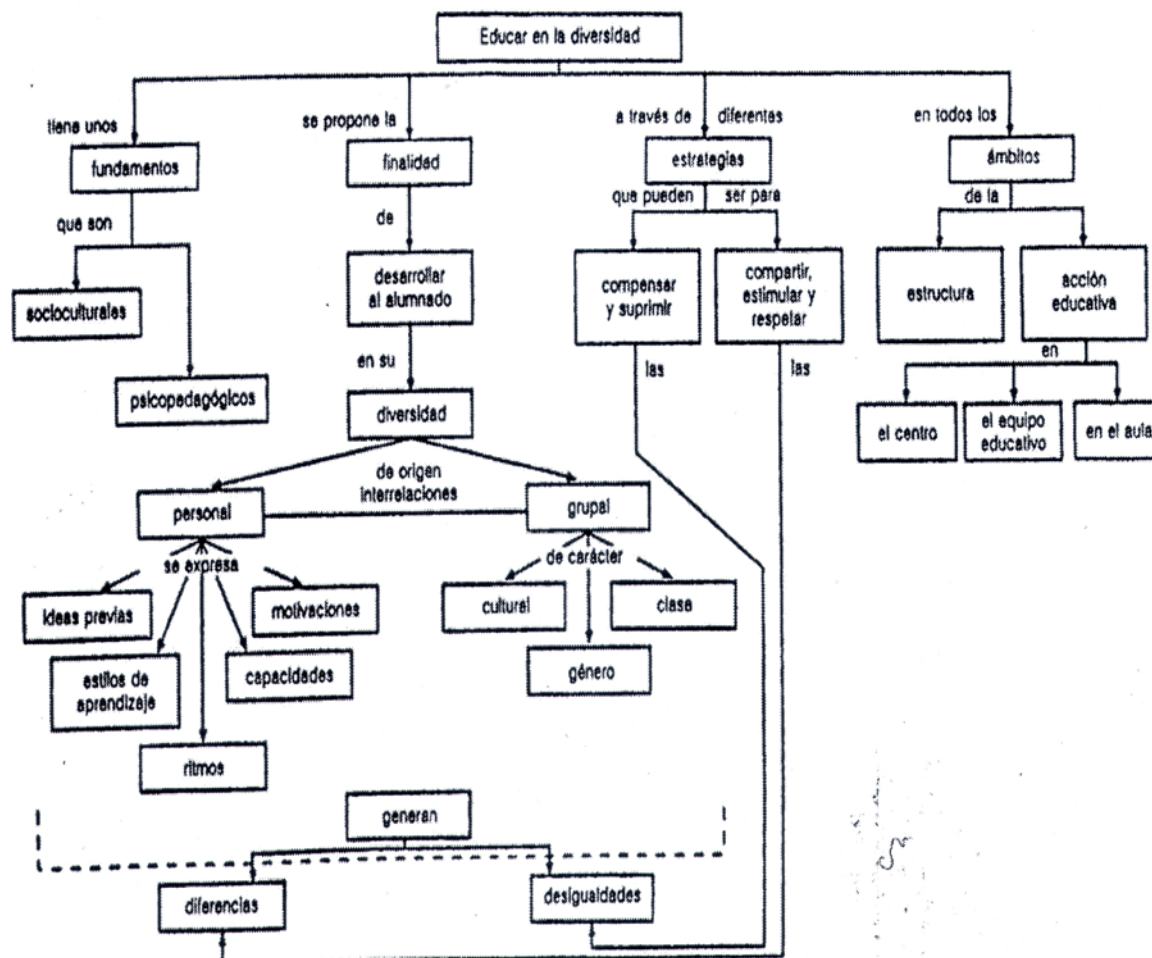 Educar en la diversidad
tiene unos
se propone la
a través de diferentes
en todos los
fundamentos
finalidad
estrategias
ámbitos
que son
de
que pueden ser para
de la
socioculturales
psicopedagógicos
desarrollar
al alumnado
en su
diversidad
compensar
y suprimir
compartir,
estimular y
respetar
las
las
estructura
acción
educativa
en
el centro
el equipo
educativo
en el aula
de origen
interrelaciones
personal
grupal
se expresa
de carácter
Ideas previas
motivaciones
estilos de
aprendizaje
capacidades
ritmos
cultural
clase
género
generan
diferencias
desigualdades